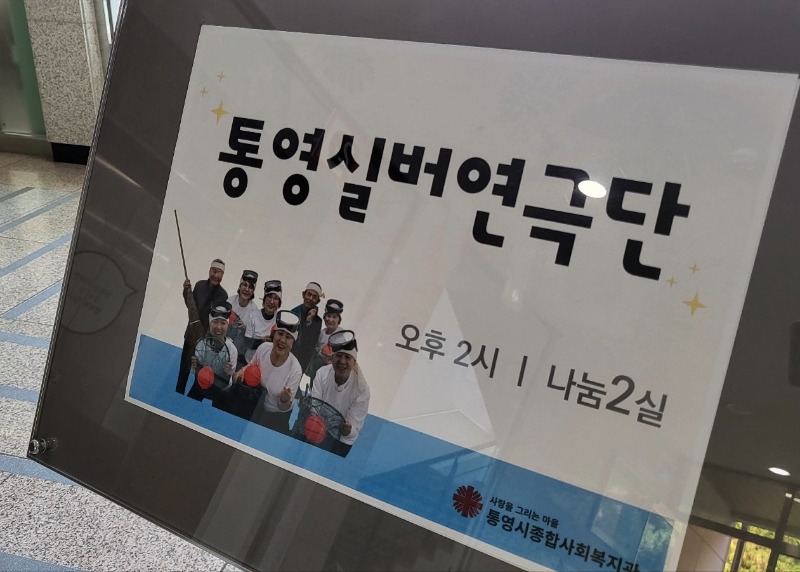 통영실버연극단
오후 2시 | 나눔2실
사랑을 그리는 마을
통영시종합사회복지관